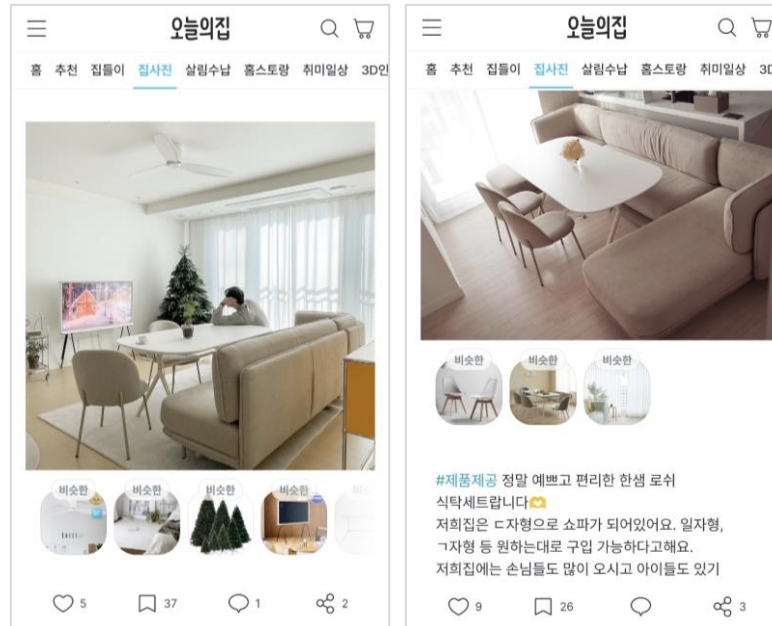 오늘의집
홈 추천 집들이 집사진 살림수납 홈스토랑 취미일상 3D인
비슷한 비슷한 비슷한 비슷한 비슷
5 37 1 2
오늘의집
홈 추천 집들이 집사진 살림수납 홈스토랑 취미일상 3D
비슷한 비슷한 비슷한
#제품제공 정말 예쁘고 편리한 한샘 로쉬
식탁세트랍니다🫶
저희집은 ㄷ자형으로 쇼파가 되어있어요. 일자형,
ㄱ자형 등 원하는대로 구입 가능하다고해요.
저희집에는 손님들도 많이 오시고 아이들도 있기
9 26 3